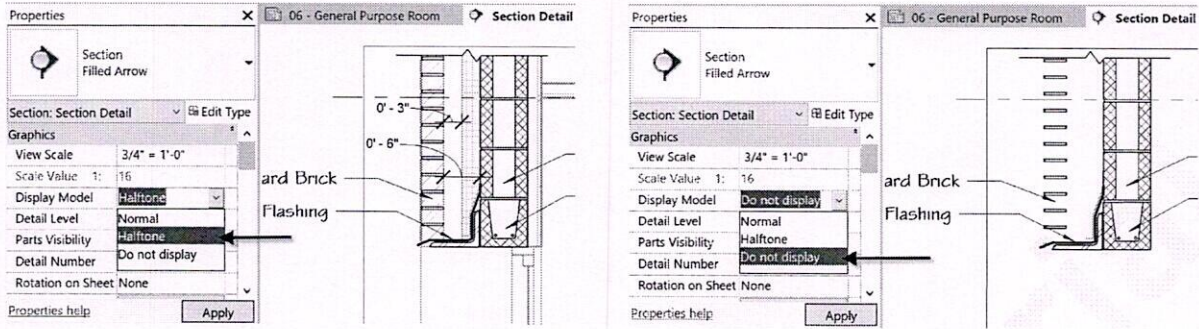 Properties
Section
Filled Arrow
Section: Section Detail
Edit Type
Graphics
View Scale 3/4" = 1'-0"
Scale Value 1: 16
Display Model Halftone
Detail Level Normal
Parts Visibility Halftone
Detail Number Do not display
Rotation on Sheet None
Properties help
Apply
06 - General Purpose Room
Section Detail
0' - 3"
0' - 6"
ard Brick
Flashing
Properties
Section
Filled Arrow
Section: Section Detail
Edit Type
Graphics
View Scale 3/4" = 1'-0"
Scale Value 1: 16
Display Model Do not display
Detail Level Normal
Parts Visibility Halftone
Detail Number Do not display
Rotation on Sheet None
Properties help
Apply
06 - General Purpose Room
Section Detail
ard Brick
Flashing